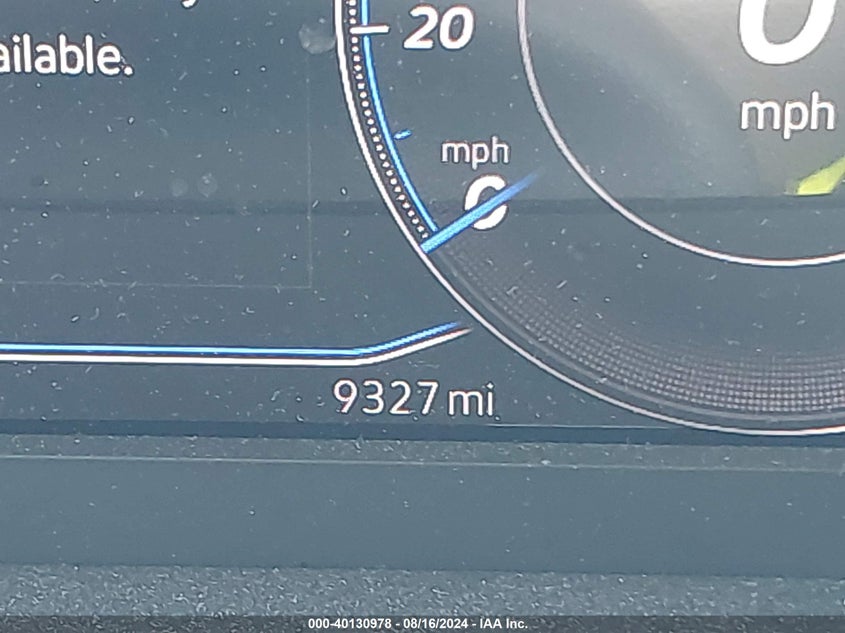 ailable.
20
mph
0
0
mph
9327 mi
000-40130978 - 08/16/2024 - IAA Inc.